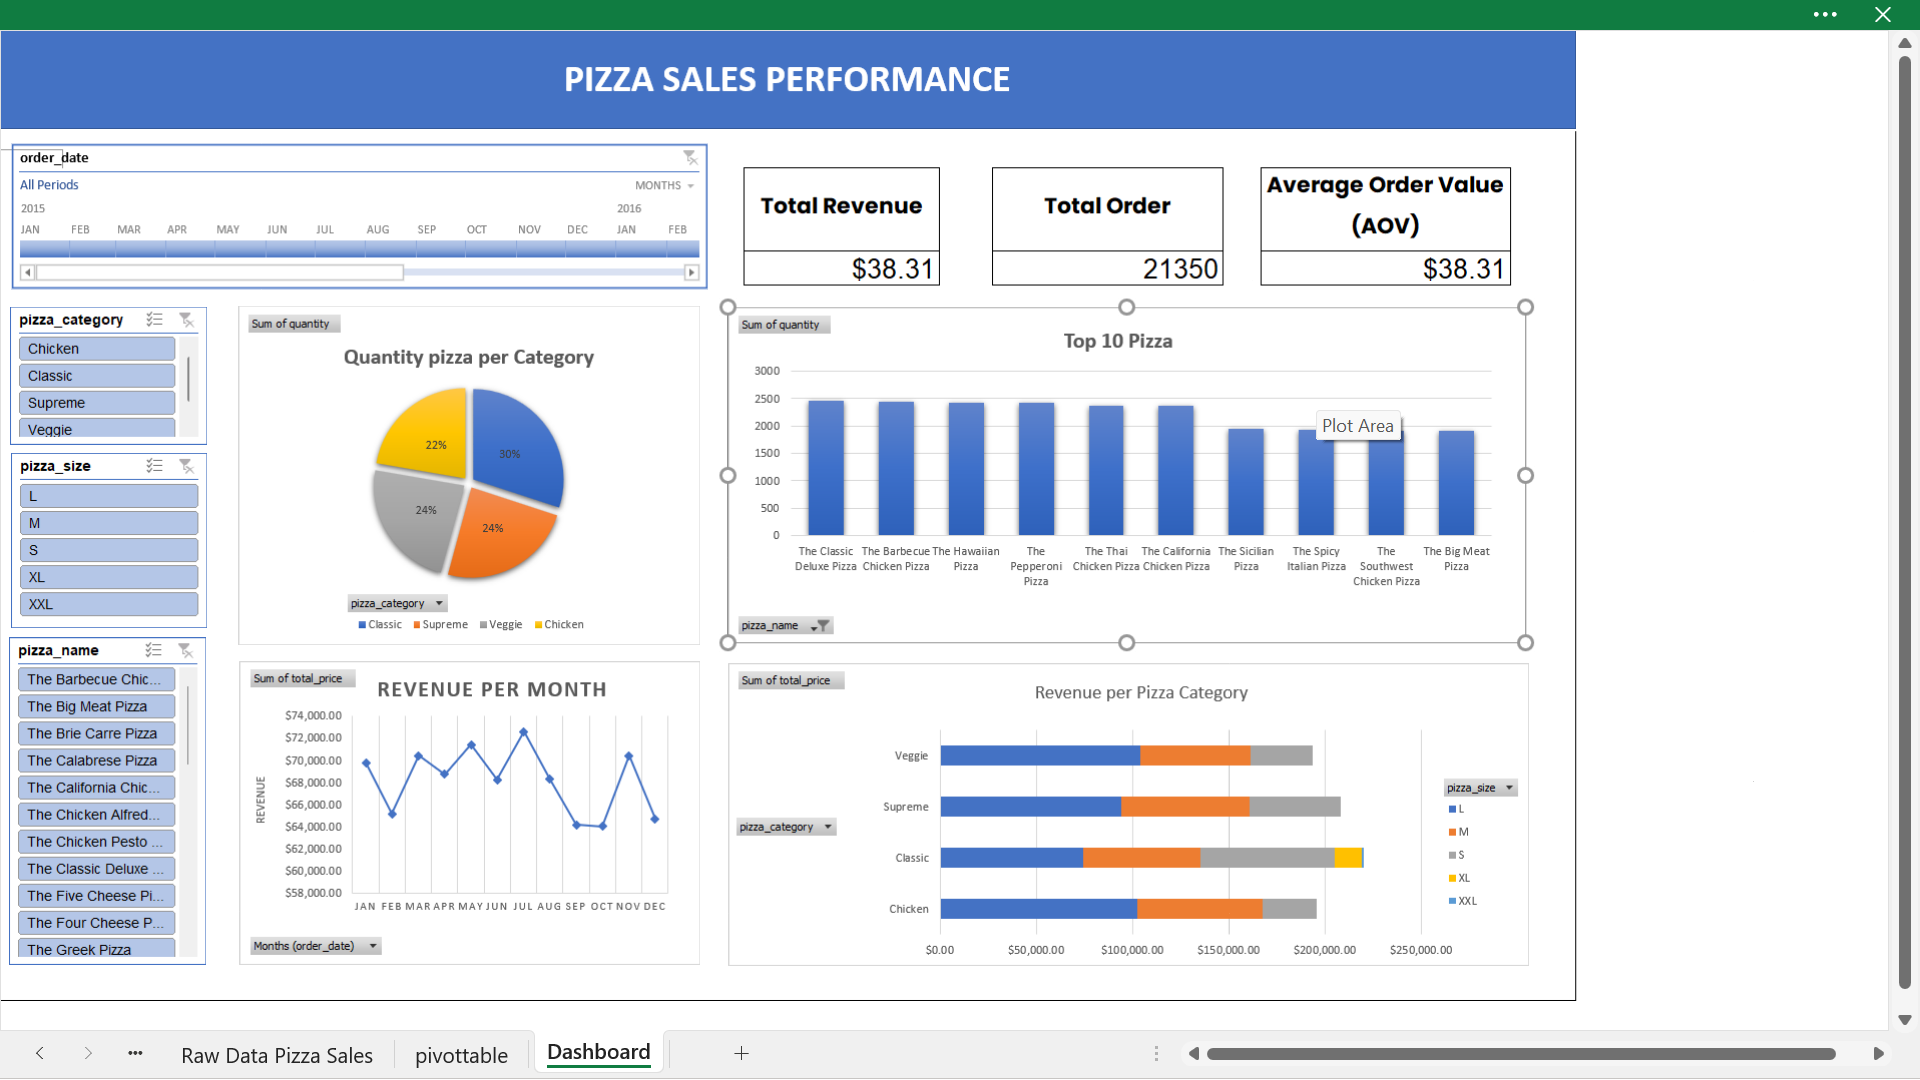 PIZZA SALES PERFORMANCE
order_date
All Periods
MONTHS
2015 2016
JAN FEB MAR APR MAY JUN JUL AUG SEP OCT NOV DEC JAN FEB
Total Revenue
$38.31
Total Order
21350
Average Order Value
(AOV)
$38.31
pizza_category
Chicken
Classic
Supreme
Veggie
pizza_size
L
M
S
XL
XXL
pizza_name
The Barbecue Chic...
The Big Meat Pizza
The Brie Carre Pizza
The Calabrese Pizza
The California Chic...
The Chicken Alfred...
The Chicken Pesto ...
The Classic Deluxe ...
The Five Cheese Pi...
The Four Cheese P...
The Greek Pizza
Sum of quantity
Quantity pizza per Category
22%
30%
24%
24%
pizza_category
Classic Supreme Veggie Chicken
Sum of quantity
Top 10 Pizza
3000
2500
2000
1500
1000
500
0
Plot Area
The Classic Deluxe Pizza
The Barbecue Chicken Pizza
The Hawaiian Pizza
The Pepperoni Pizza
The Thai Chicken Pizza
The California Chicken Pizza
The Sicilian Pizza
The Spicy Italian Pizza
The Southwest Chicken Pizza
The Big Meat Pizza
pizza_name
Sum of total_price
REVENUE PER MONTH
REVENUE
$74,000.00
$72,000.00
$70,000.00
$68,000.00
$66,000.00
$64,000.00
$62,000.00
$60,000.00
$58,000.00
JAN FEB MAR APR MAY JUN JUL AUG SEP OCT NOV DEC
Months (order_date)
Sum of total_price
Revenue per Pizza Category
pizza_category
Veggie
Supreme
Classic
Chicken
$0.00 $50,000.00 $100,000.00 $150,000.00 $200,000.00 $250,000.00
pizza_size
L
M
S
XL
XXL
Raw Data Pizza Sales
pivottable
Dashboard